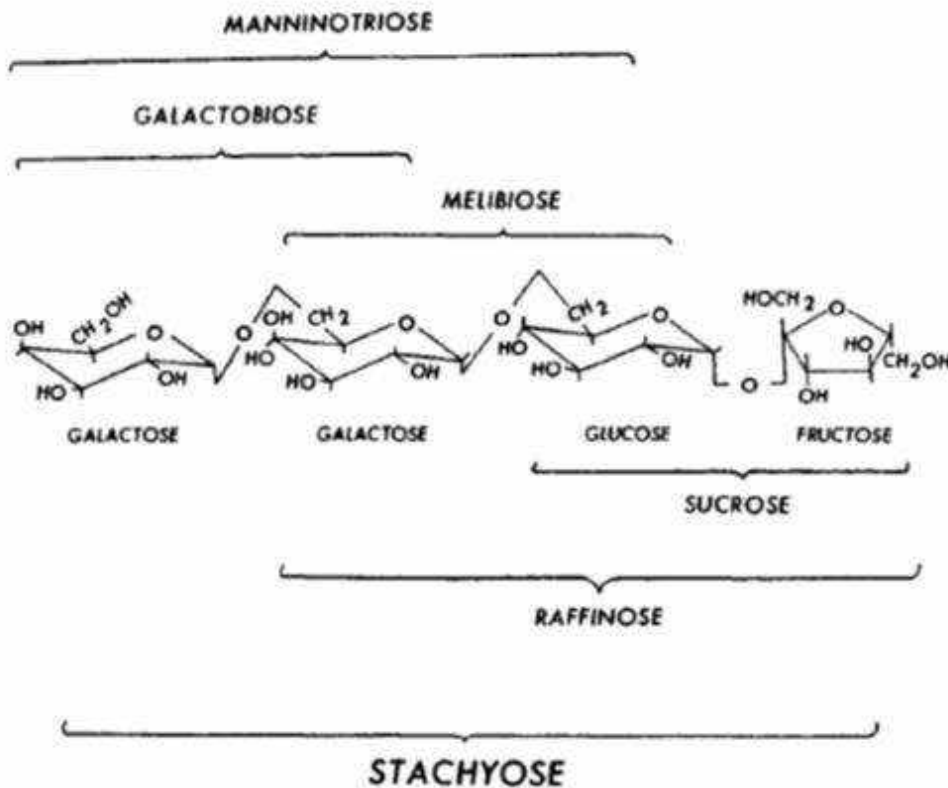 MANNINOTRIOSE
GALACTOBIOSE
MELIBIOSE
OH CH2OH O O OH CH2 O O CH2 O HOCH2 O
HO HO OH HO HO OH HO HO OH O HO OH CH2OH
GALACTOSE GALACTOSE GLUCOSE FRUCTOSE
SUCROSE
RAFFINOSE
STACHYOSE